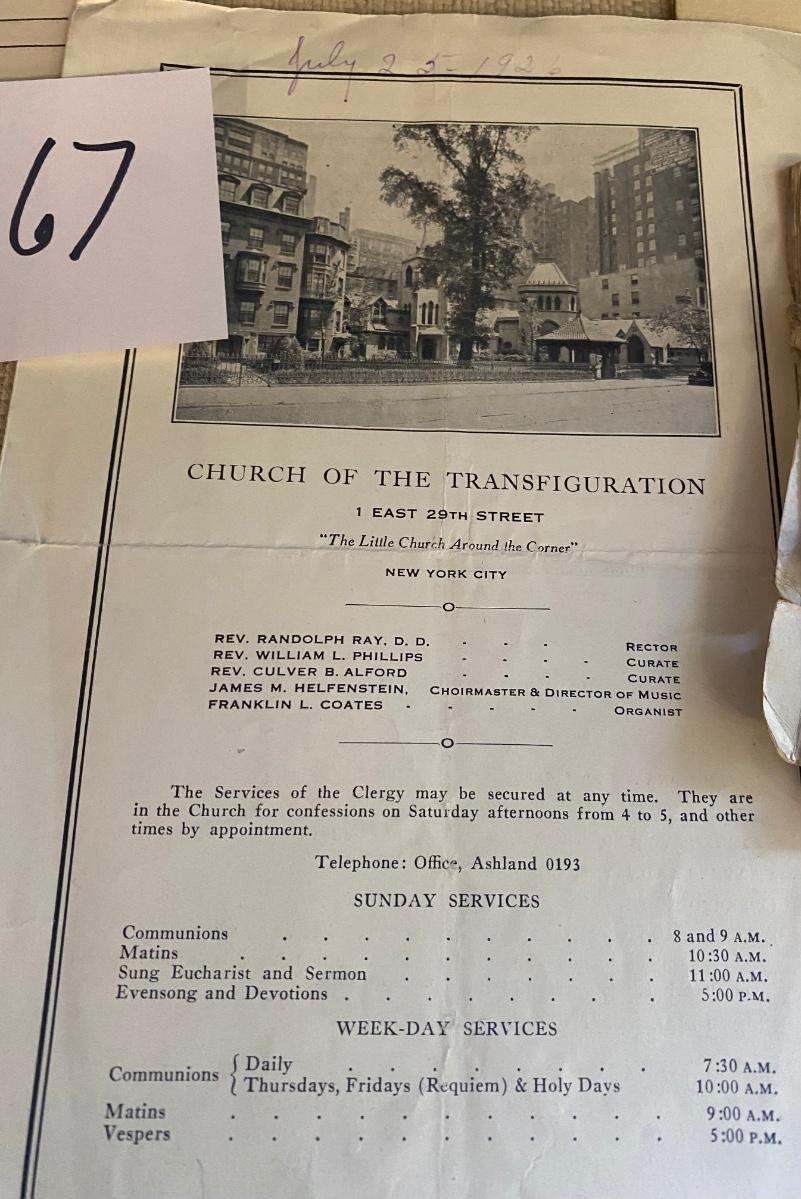 July 25-1926
67
CHURCH OF THE TRANSFIGURATION
1 EAST 29TH STREET
"The Little Church Around the Corner"
NEW YORK CITY
REV. RANDOLPH RAY, D. D. - - - RECTOR
REV. WILLIAM L. PHILLIPS - - - - CURATE
REV. CULVER B. ALFORD - - - - CURATE
JAMES M. HELFENSTEIN, CHOIRMASTER & DIRECTOR OF MUSIC
FRANKLIN L. COATES - - - - - ORGANIST
The Services of the Clergy may be secured at any time. They are
in the Church for confessions on Saturday afternoons from 4 to 5, and other
times by appointment.
Telephone: Office, Ashland 0193
SUNDAY SERVICES
Communions . . . . . . . . . . 8 and 9 A.M.
Matins . . . . . . . . . . . 10:30 A.M.
Sung Eucharist and Sermon . . . . . . . 11:00 A.M.
Evensong and Devotions . . . . . . . . 5:00 P.M.
WEEK-DAY SERVICES
Communions { Daily . . . . . . . . 7:30 A.M.
Thursdays, Fridays (Requiem) & Holy Days 10:00 A.M.
Matins . . . . . . . . . . . 9:00 A.M.
Vespers . . . . . . . . . . . 5:00 P.M.